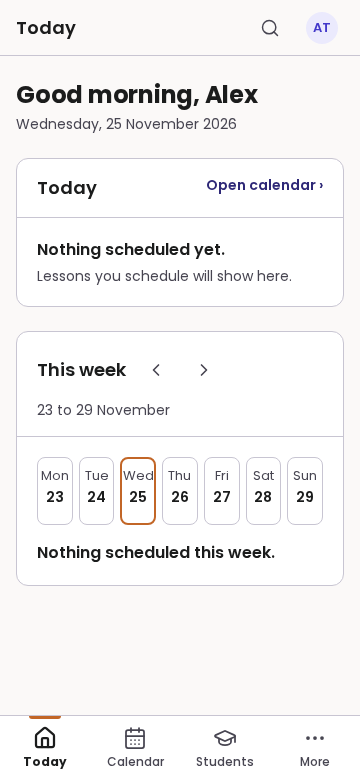 Today
AT
Good morning, Alex
Wednesday, 25 November 2026
Today
Open calendar ›
Nothing scheduled yet.
Lessons you schedule will show here.
This week
23 to 29 November
Mon Tue Wed Thu Fri Sat Sun
23 24 25 26 27 28 29
Nothing scheduled this week.
Today Calendar Students More